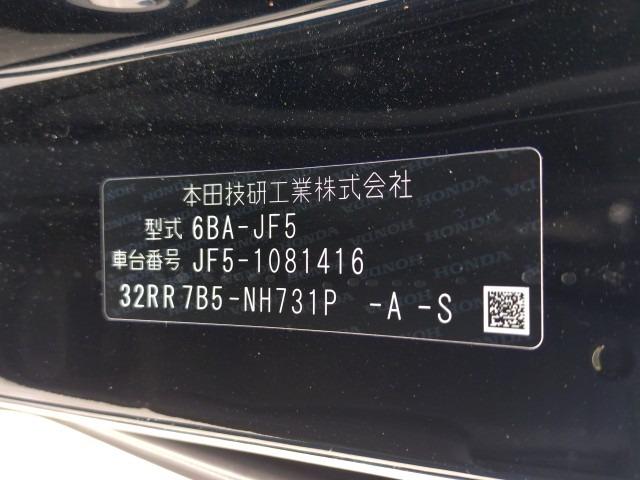 本田技研工業株式会社
型式 6BA-JF5
車台番号 JF5-1081416
32RR 7B5-NH731P -A -S